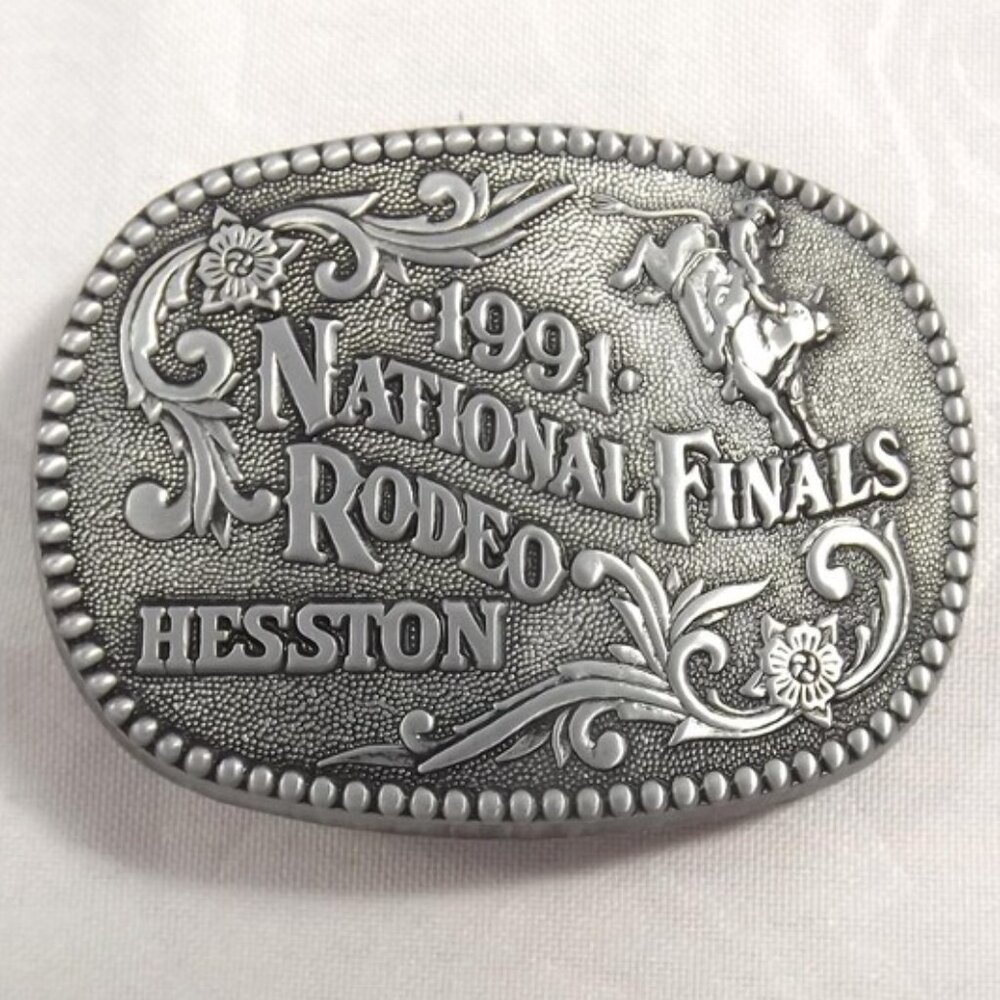 ·1991·
NATIONAL FINALS
RODEO
HESSTON